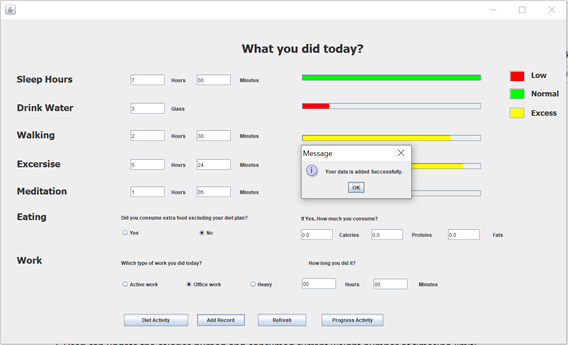 What you did today?
Sleep Hours 7 Hours 00 Minutes Low
Normal
Drink Water 3 Glass Excess
Walking 2 Hours 30 Minutes
Message
Excersise 5 Hours 24 Minutes
Your data is added Successfully.
OK
Meditation 1 Hours 05 Minutes
Eating Did you consume extra food excluding your diet plan? If Yes, How much you consume?
Yes No 0.0 Calories 0.0 Proteins 0.0 Fats
Work Which type of work you did today? How long you did it?
Active work Office work Heavy 00 Hours 00 Minutes
Diet Activity Add Record Refresh Progress Activity